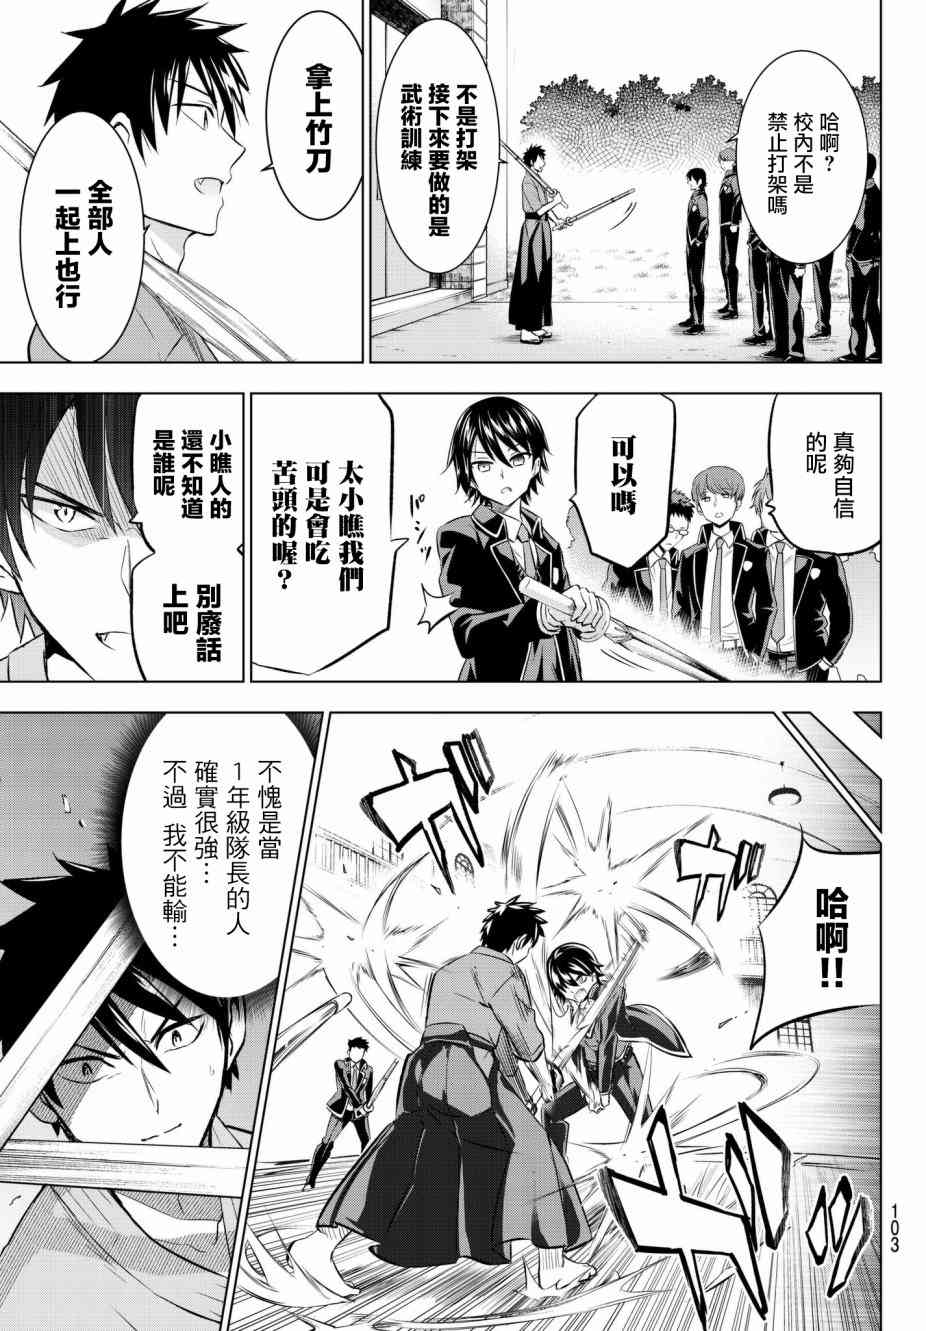 哈啊?
校內不是
禁止打架嗎
不是打架
接下來要做的是
武術訓練
拿上竹刀
全部人
一起上也行
真夠自信
的呢
可以嗎
太小瞧我們
可是會吃
苦頭的喔?
小瞧人的
還不知道
是誰呢
別廢話
上吧
哈啊!!
ガッ
ガッ
不愧是當
1年級隊長的人
確實很強…
不過 我不能輸…
103